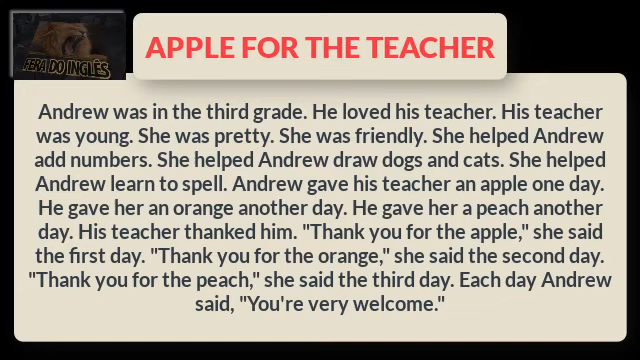 FERA DO INGLÊS
APPLE FOR THE TEACHER
Andrew was in the third grade. He loved his teacher. His teacher
was young. She was pretty. She was friendly. She helped Andrew
add numbers. She helped Andrew draw dogs and cats. She helped
Andrew learn to spell. Andrew gave his teacher an apple one day.
He gave her an orange another day. He gave her a peach another
day. His teacher thanked him. "Thank you for the apple," she said
the first day. "Thank you for the orange," she said the second day.
"Thank you for the peach," she said the third day. Each day Andrew
said, "You're very welcome."